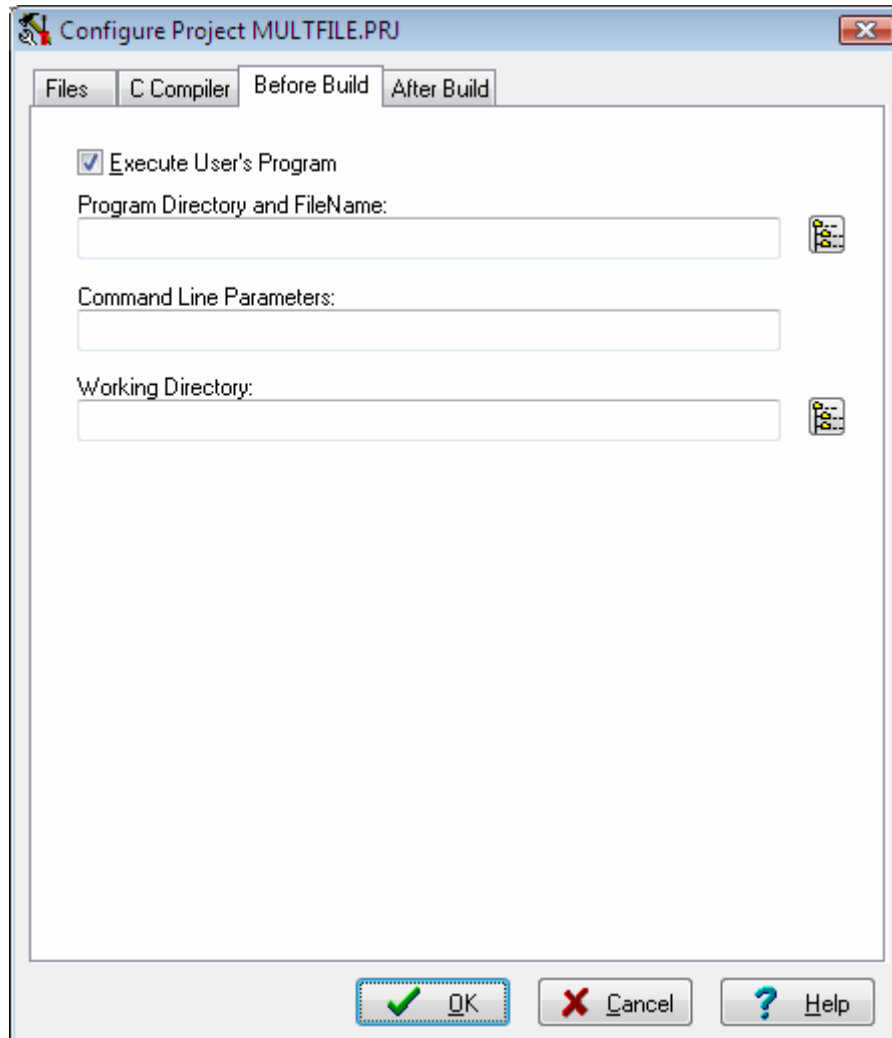 Configure Project MULTFILE.PRJ
Files C Compiler Before Build After Build
Execute User's Program
Program Directory and FileName:
Command Line Parameters:
Working Directory:
OK Cancel Help